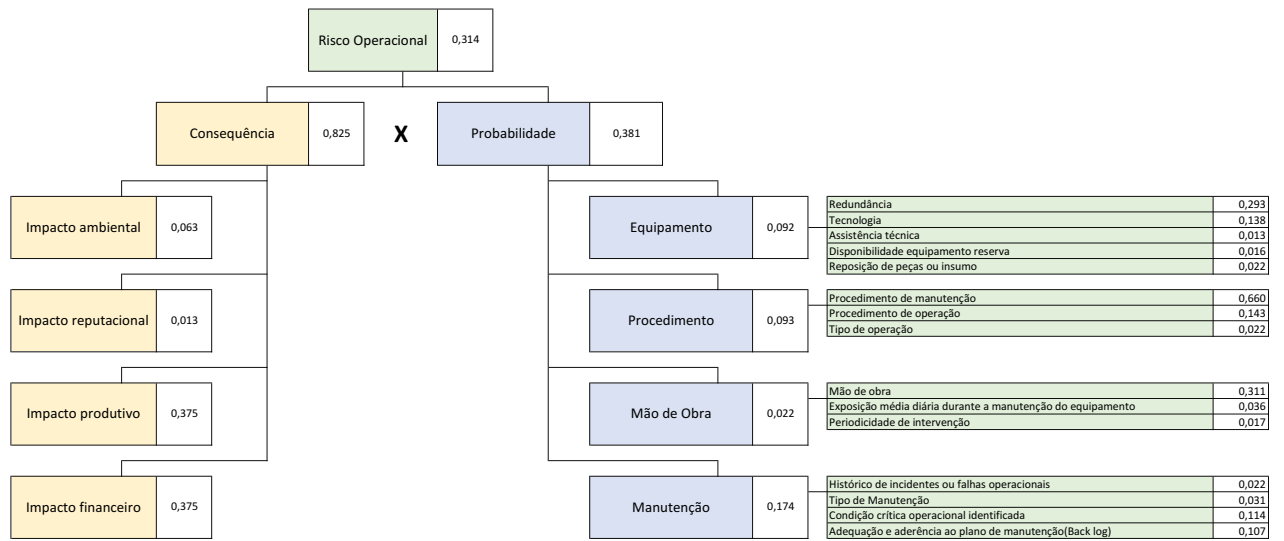 Risco Operacional 0,314
Consequência 0,825 X Probabilidade 0,381
Impacto ambiental 0,063
Impacto reputacional 0,013
Impacto produtivo 0,375
Impacto financeiro 0,375
Equipamento 0,092
Redundância 0,293
Tecnologia 0,138
Assistência técnica 0,013
Disponibilidade equipamento reserva 0,016
Reposição de peças ou insumo 0,022
Procedimento 0,093
Procedimento de manutenção 0,660
Procedimento de operação 0,143
Tipo de operação 0,022
Mão de Obra 0,022
Mão de obra 0,311
Exposição média diária durante a manutenção do equipamento 0,036
Periodicidade de intervenção 0,017
Manutenção 0,174
Histórico de incidentes ou falhas operacionais 0,022
Tipo de Manutenção 0,031
Condição crítica operacional identificada 0,114
Adequação e aderência ao plano de manutenção(Back log) 0,107